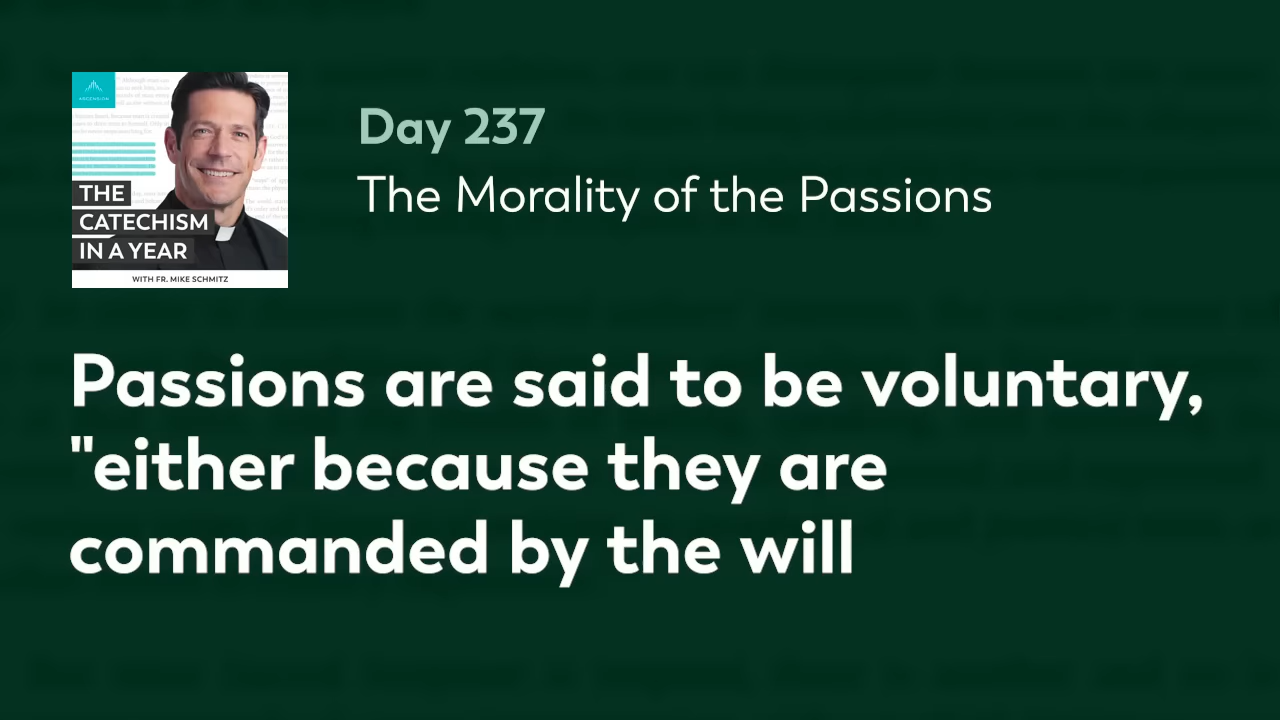 ASCENSION
THE
CATECHISM
IN A YEAR
WITH FR. MIKE SCHMITZ
Day 237
The Morality of the Passions
Passions are said to be voluntary,
"either because they are
commanded by the will